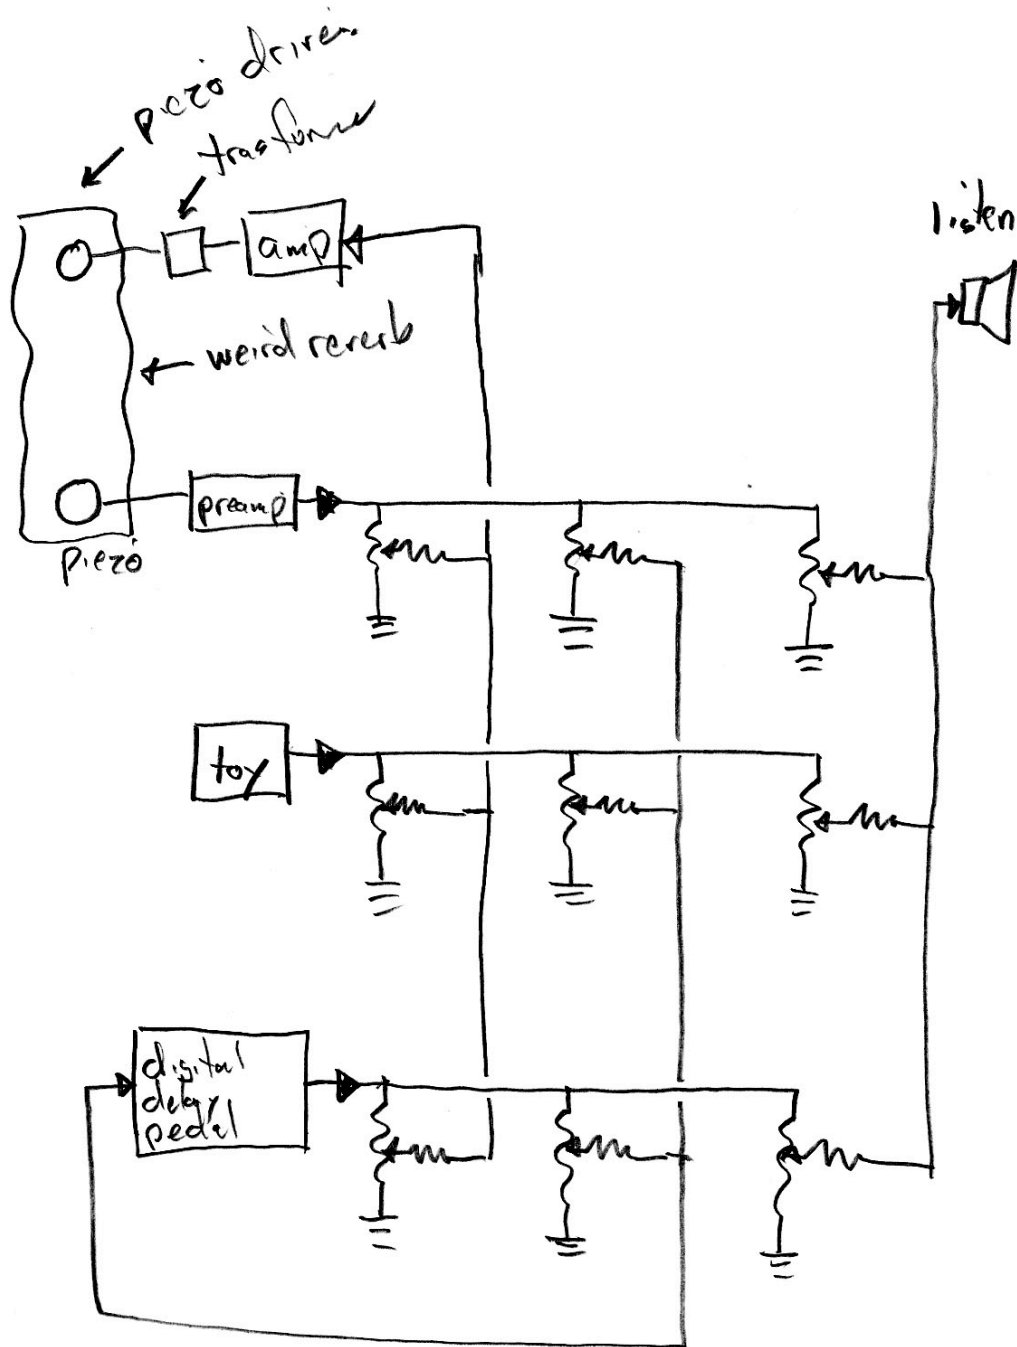 piezo driver
trasformer
listen
amp
weird reverb
preamp
piezo
toy
digital
delay
pedal